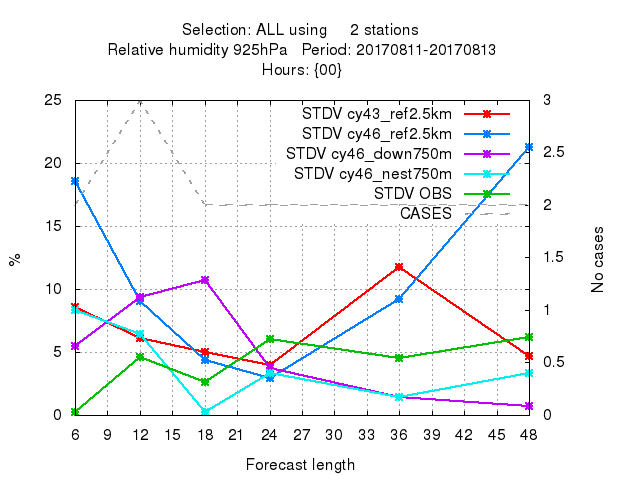 Selection: ALL using     2 stations
Relative humidity 925hPa   Period: 20170811-20170813
Hours: {00}
25
20
15
10
5
0
%
3
2.5
2
1.5
1
0.5
0
No cases
STDV cy43_ref2.5km
STDV cy46_ref2.5km
STDV cy46_down750m
STDV cy46_nest750m
STDV OBS
CASES
6 9 12 15 18 21 24 27 30 33 36 39 42 45 48
Forecast length